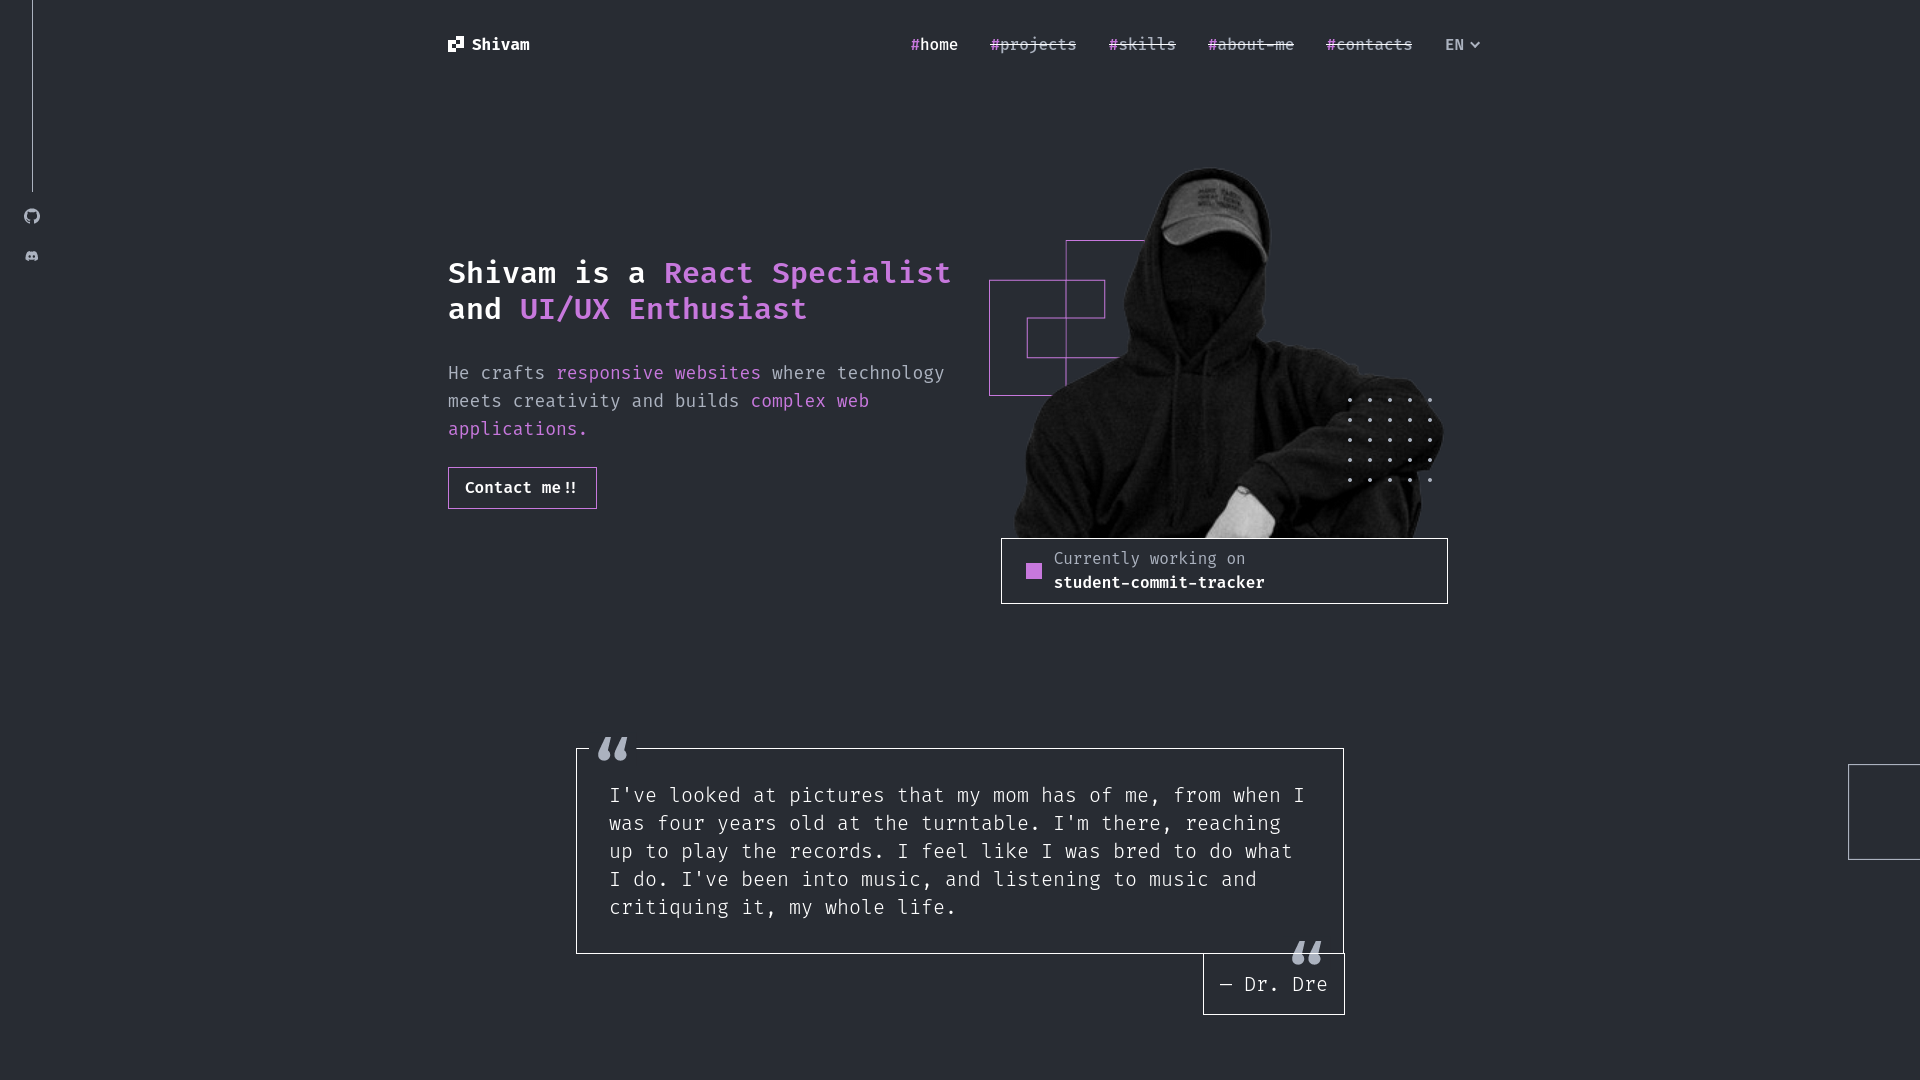 Shivam
#home #projects #skills #about-me #contacts EN
Shivam is a React Specialist
and UI/UX Enthusiast
He crafts responsive websites where technology
meets creativity and builds complex web
applications.
Contact me!!
Currently working on
student-commit-tracker
“
I've looked at pictures that my mom has of me, from when I
was four years old at the turntable. I'm there, reaching
up to play the records. I feel like I was bred to do what
I do. I've been into music, and listening to music and
critiquing it, my whole life.
“
— Dr. Dre